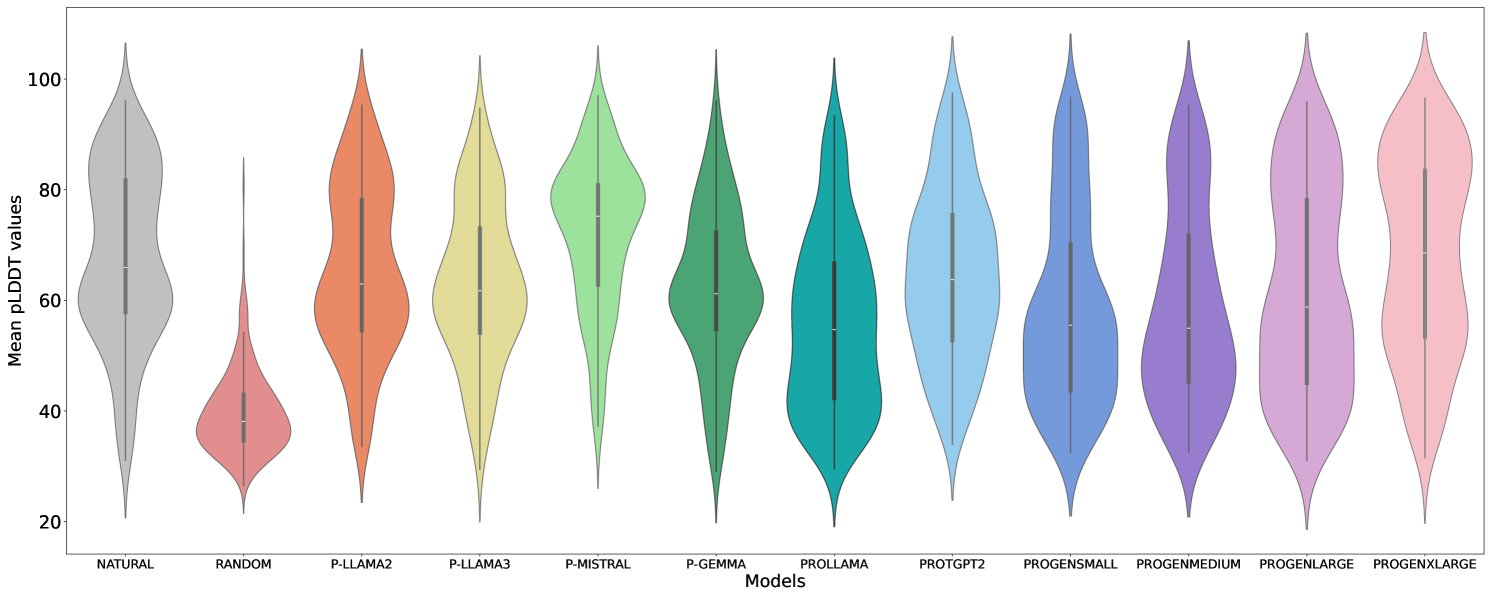 Mean pLDDT values
100
80
60
40
20
NATURAL RANDOM P-LLAMA2 P-LLAMA3 P-MISTRAL P-GEMMA PROLLAMA PROTGPT2 PROGENSMALL PROGENMEDIUM PROGENLARGE PROGENXLARGE
Models